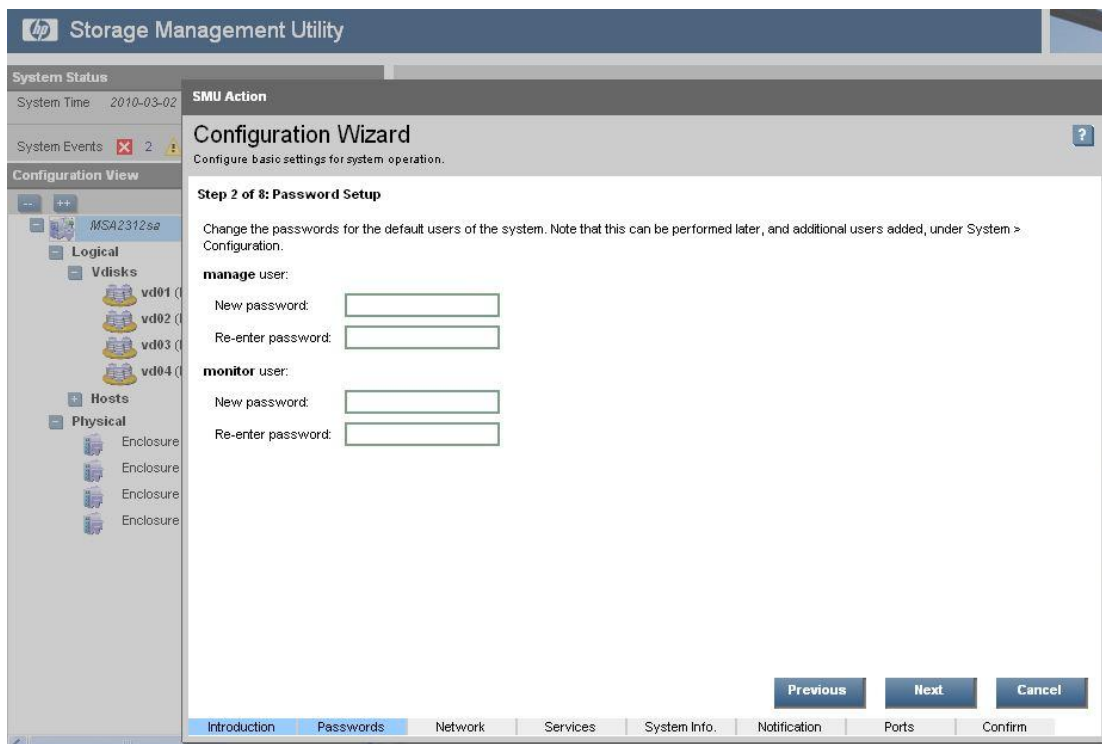 hp Storage Management Utility
System Status
System Time 2010-03-02
System Events 2
Configuration View
-- ++
MSA2312sa
Logical
Vdisks
vd01 (
vd02 (
vd03 (
vd04 (
Hosts
Physical
Enclosure
Enclosure
Enclosure
Enclosure
SMU Action
Configuration Wizard
?
Configure basic settings for system operation.
Step 2 of 8: Password Setup
Change the passwords for the default users of the system. Note that this can be performed later, and additional users added, under System >
Configuration.
manage user:
New password:
Re-enter password:
monitor user:
New password:
Re-enter password:
Previous Next Cancel
Introduction Passwords Network Services System Info. Notification Ports Confirm